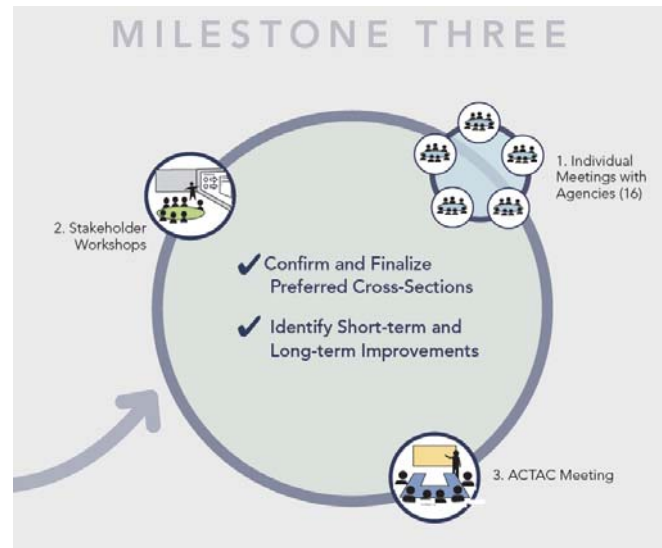 MILESTONE THREE
1. Individual
Meetings with
Agencies (16)
2. Stakeholder
Workshops
✓ Confirm and Finalize
Preferred Cross-Sections
✓ Identify Short-term and
Long-term Improvements
3. ACTAC Meeting